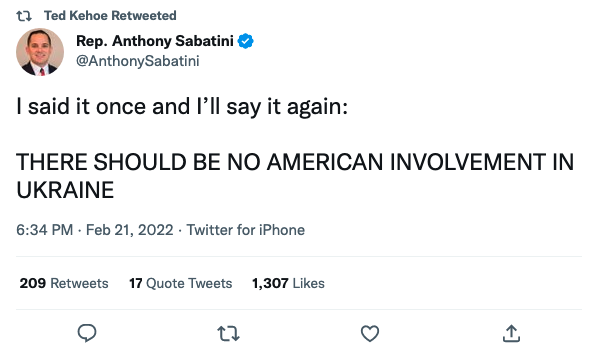 Ted Kehoe Retweeted
Rep. Anthony Sabatini
@AnthonySabatini
I said it once and I’ll say it again:
THERE SHOULD BE NO AMERICAN INVOLVEMENT IN
UKRAINE
6:34 PM · Feb 21, 2022 · Twitter for iPhone
209 Retweets 17 Quote Tweets 1,307 Likes